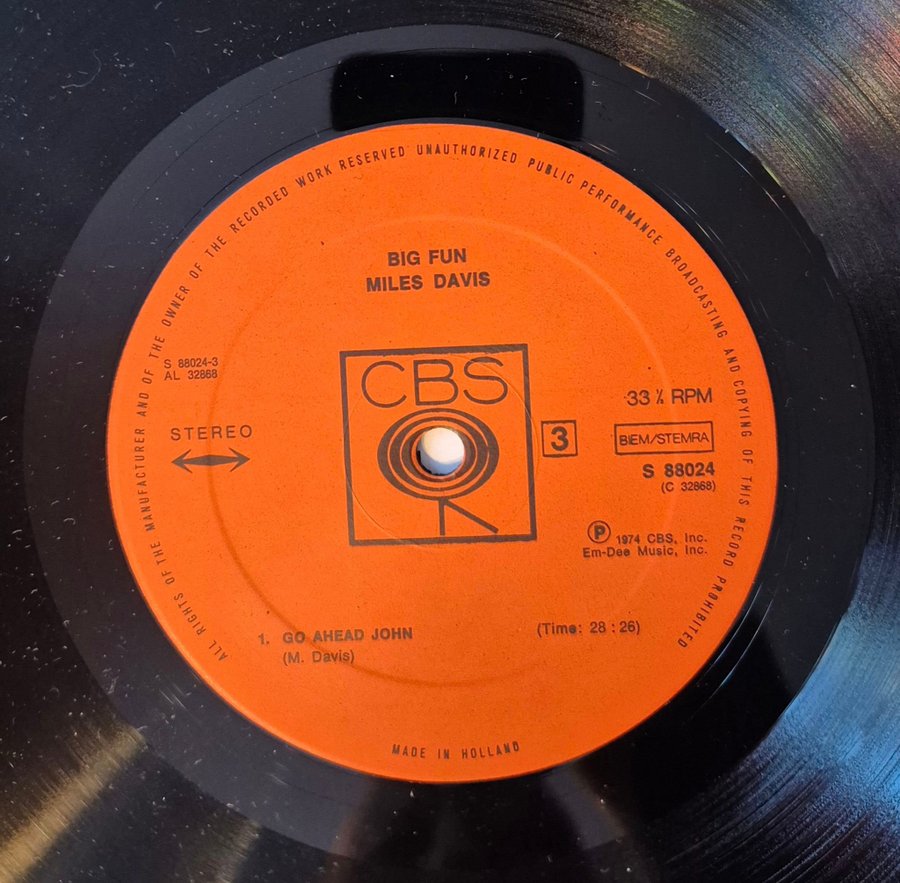 ALL RIGHTS OF THE MANUFACTURER AND OF THE OWNER OF THE RECORDED WORK RESERVED UNAUTHORIZED PUBLIC PERFORMANCE BROADCASTING AND COPYING OF THIS RECORD PROHIBITED
BIG FUN
MILES DAVIS
S 88024-3
AL 32868
STEREO
CBS
3
33 ⅓ RPM
BIEM/STEMRA
S 88024
(C 32868)
Ⓟ 1974 CBS, Inc.
Em-Dee Music, Inc.
1. GO AHEAD JOHN (Time: 28 : 26)
(M. Davis)
MADE IN HOLLAND